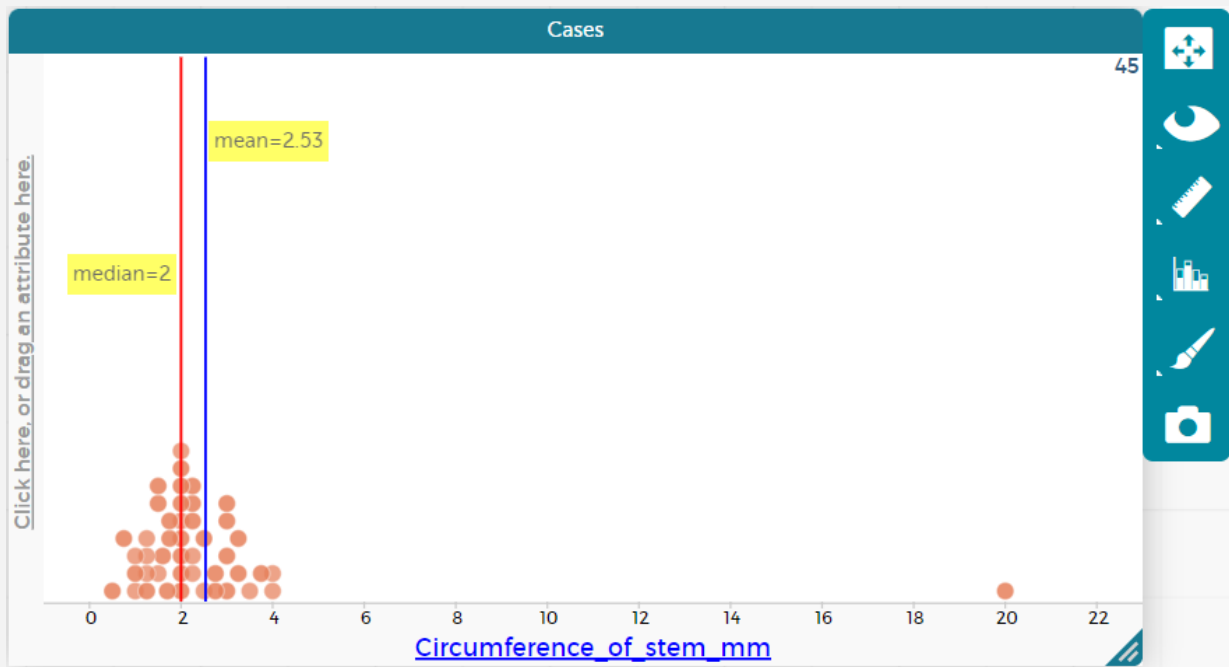 Cases
45
mean=2.53
median=2
Click here, or drag an attribute here.
0 2 4 6 8 10 12 14 16 18 20 22
Circumference_of_stem_mm